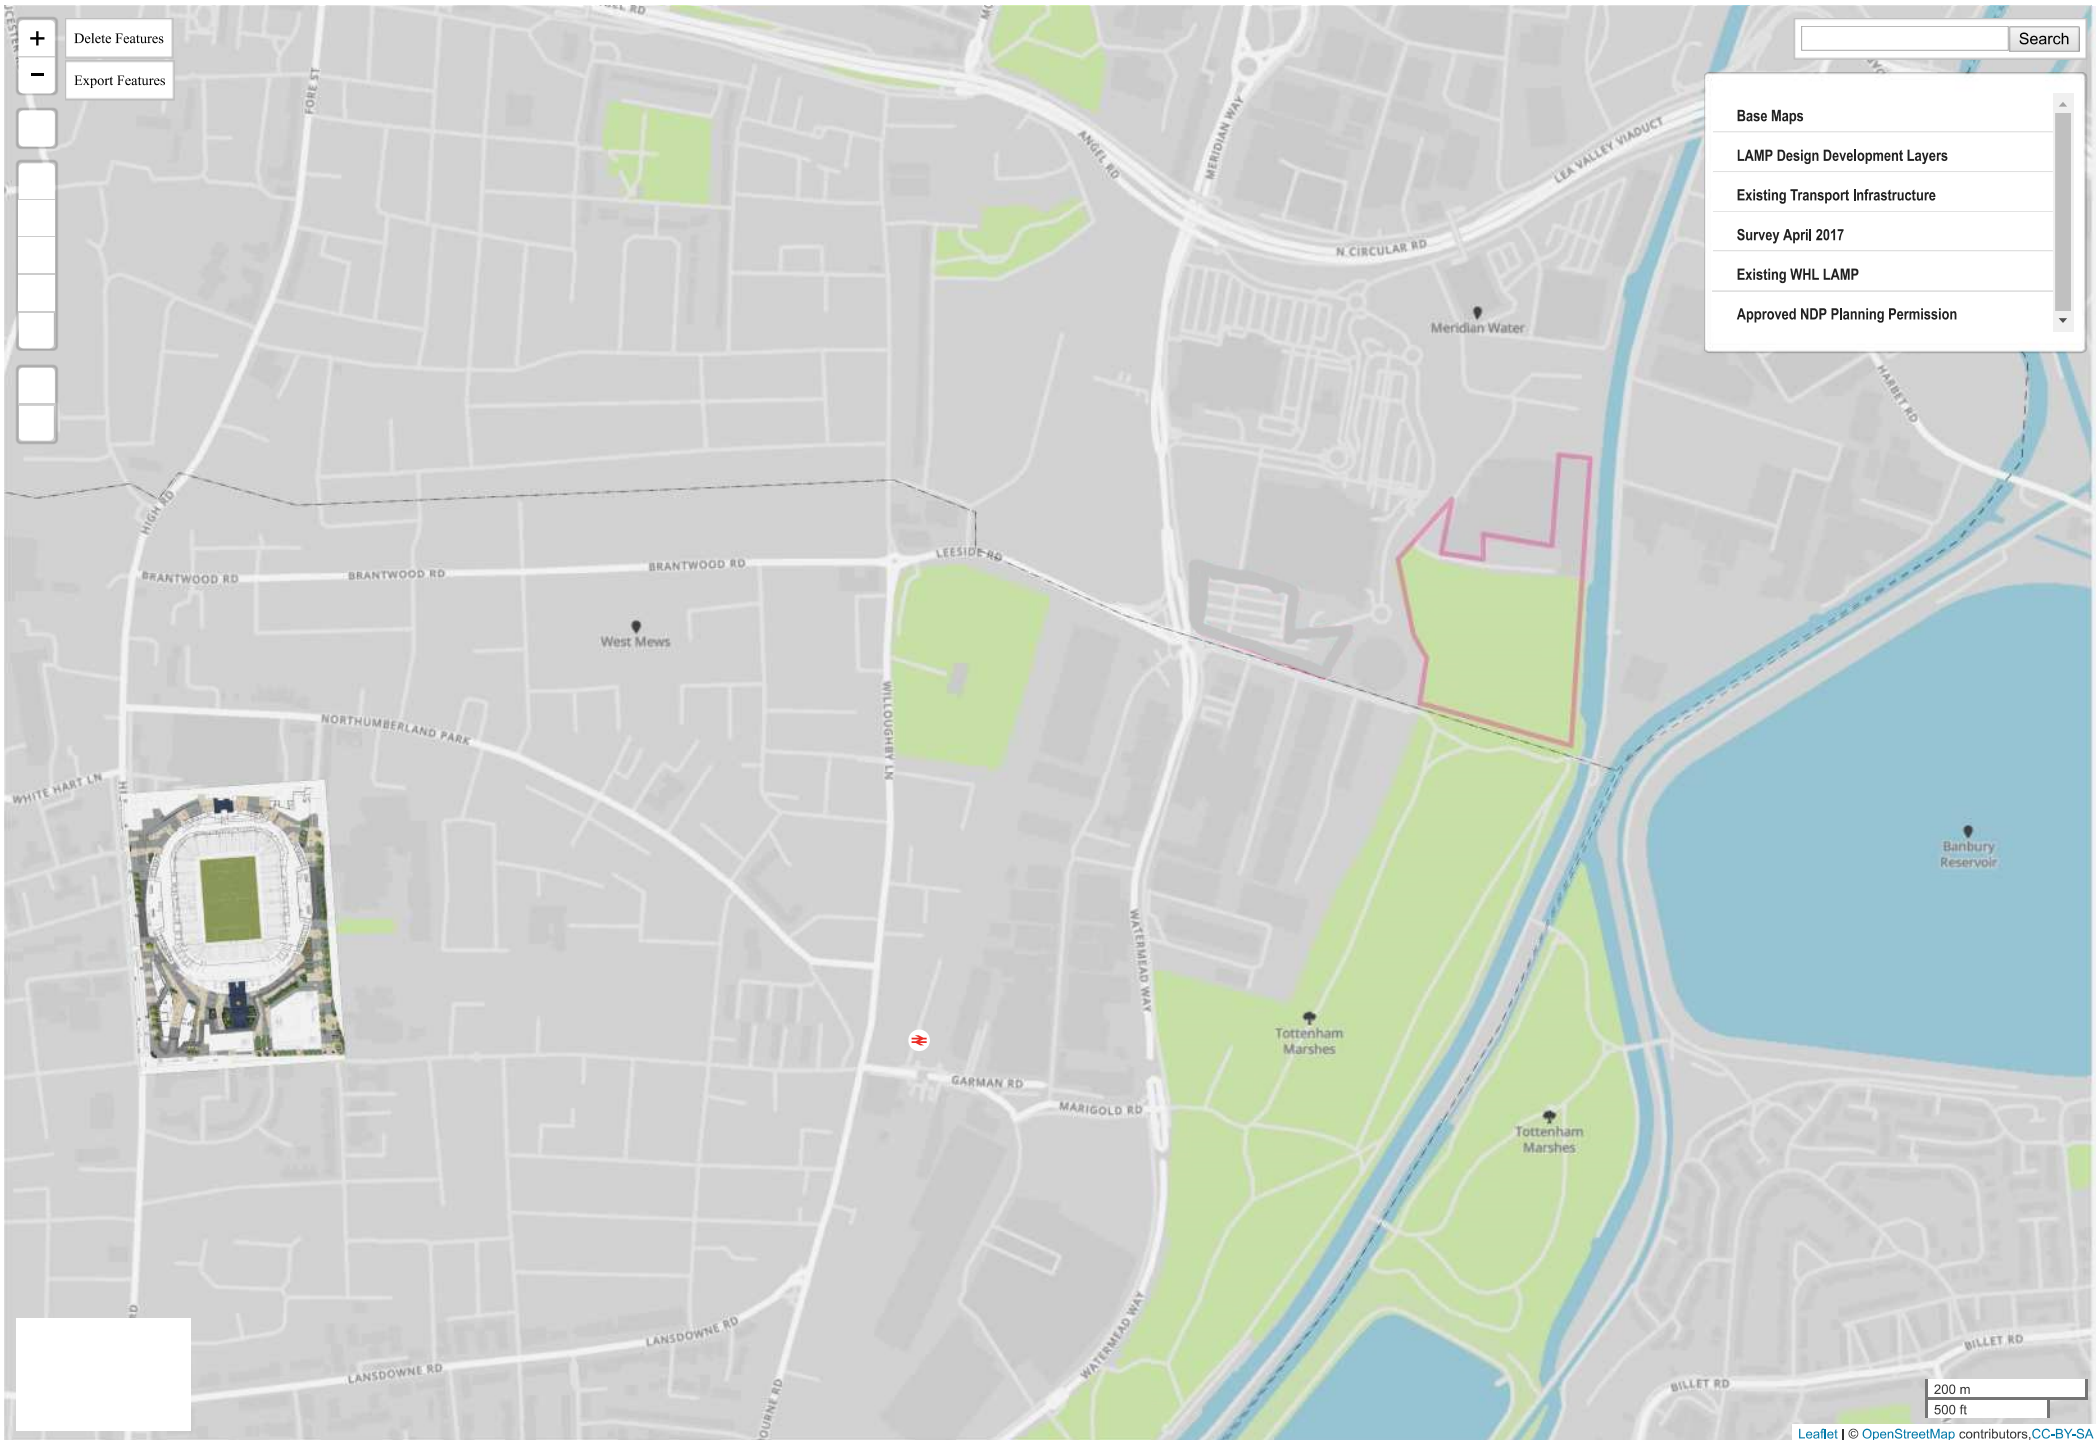 +
−
Delete Features
Export Features
Search
Base Maps
LAMP Design Development Layers
Existing Transport Infrastructure
Survey April 2017
Existing WHL LAMP
Approved NDP Planning Permission
FORE ST
ANGEL RD
MERIDIAN WAY
LEA VALLEY VIADUCT
N CIRCULAR RD
Meridian Water
HARBET RD
HIGH RD
BRANTWOOD RD
BRANTWOOD RD
BRANTWOOD RD
LEESIDE RD
West Mews
WILLOUGHBY LN
NORTHUMBERLAND PARK
WHITE HART LN
Banbury
Reservoir
WATERMEAD WAY
Tottenham
Marshes
GARMAN RD
MARIGOLD RD
Tottenham
Marshes
WATERMEAD WAY
LANSDOWNE RD
LANSDOWNE RD
RD
BILLET RD
BILLET RD
200 m
500 ft
Leaflet | © OpenStreetMap contributors,CC-BY-SA